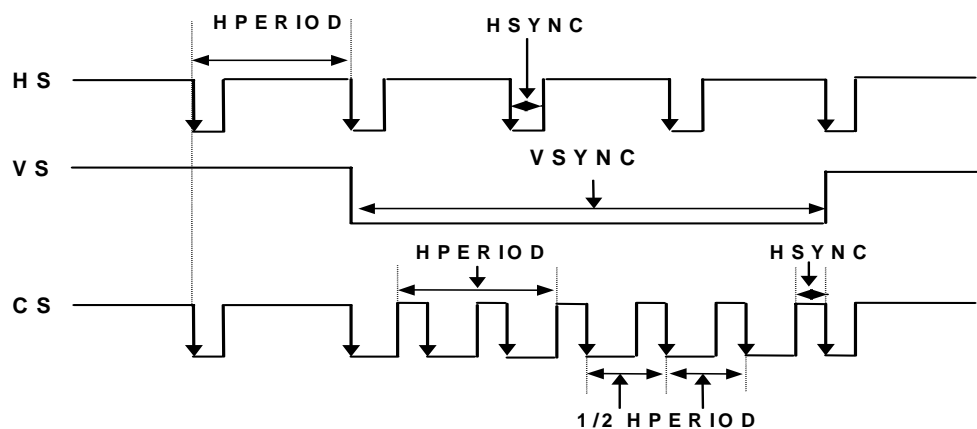 HPERIOD
HSYNC
HS
VSYNC
VS
HPERIOD
HSYNC
CS
1/2 HPERIOD